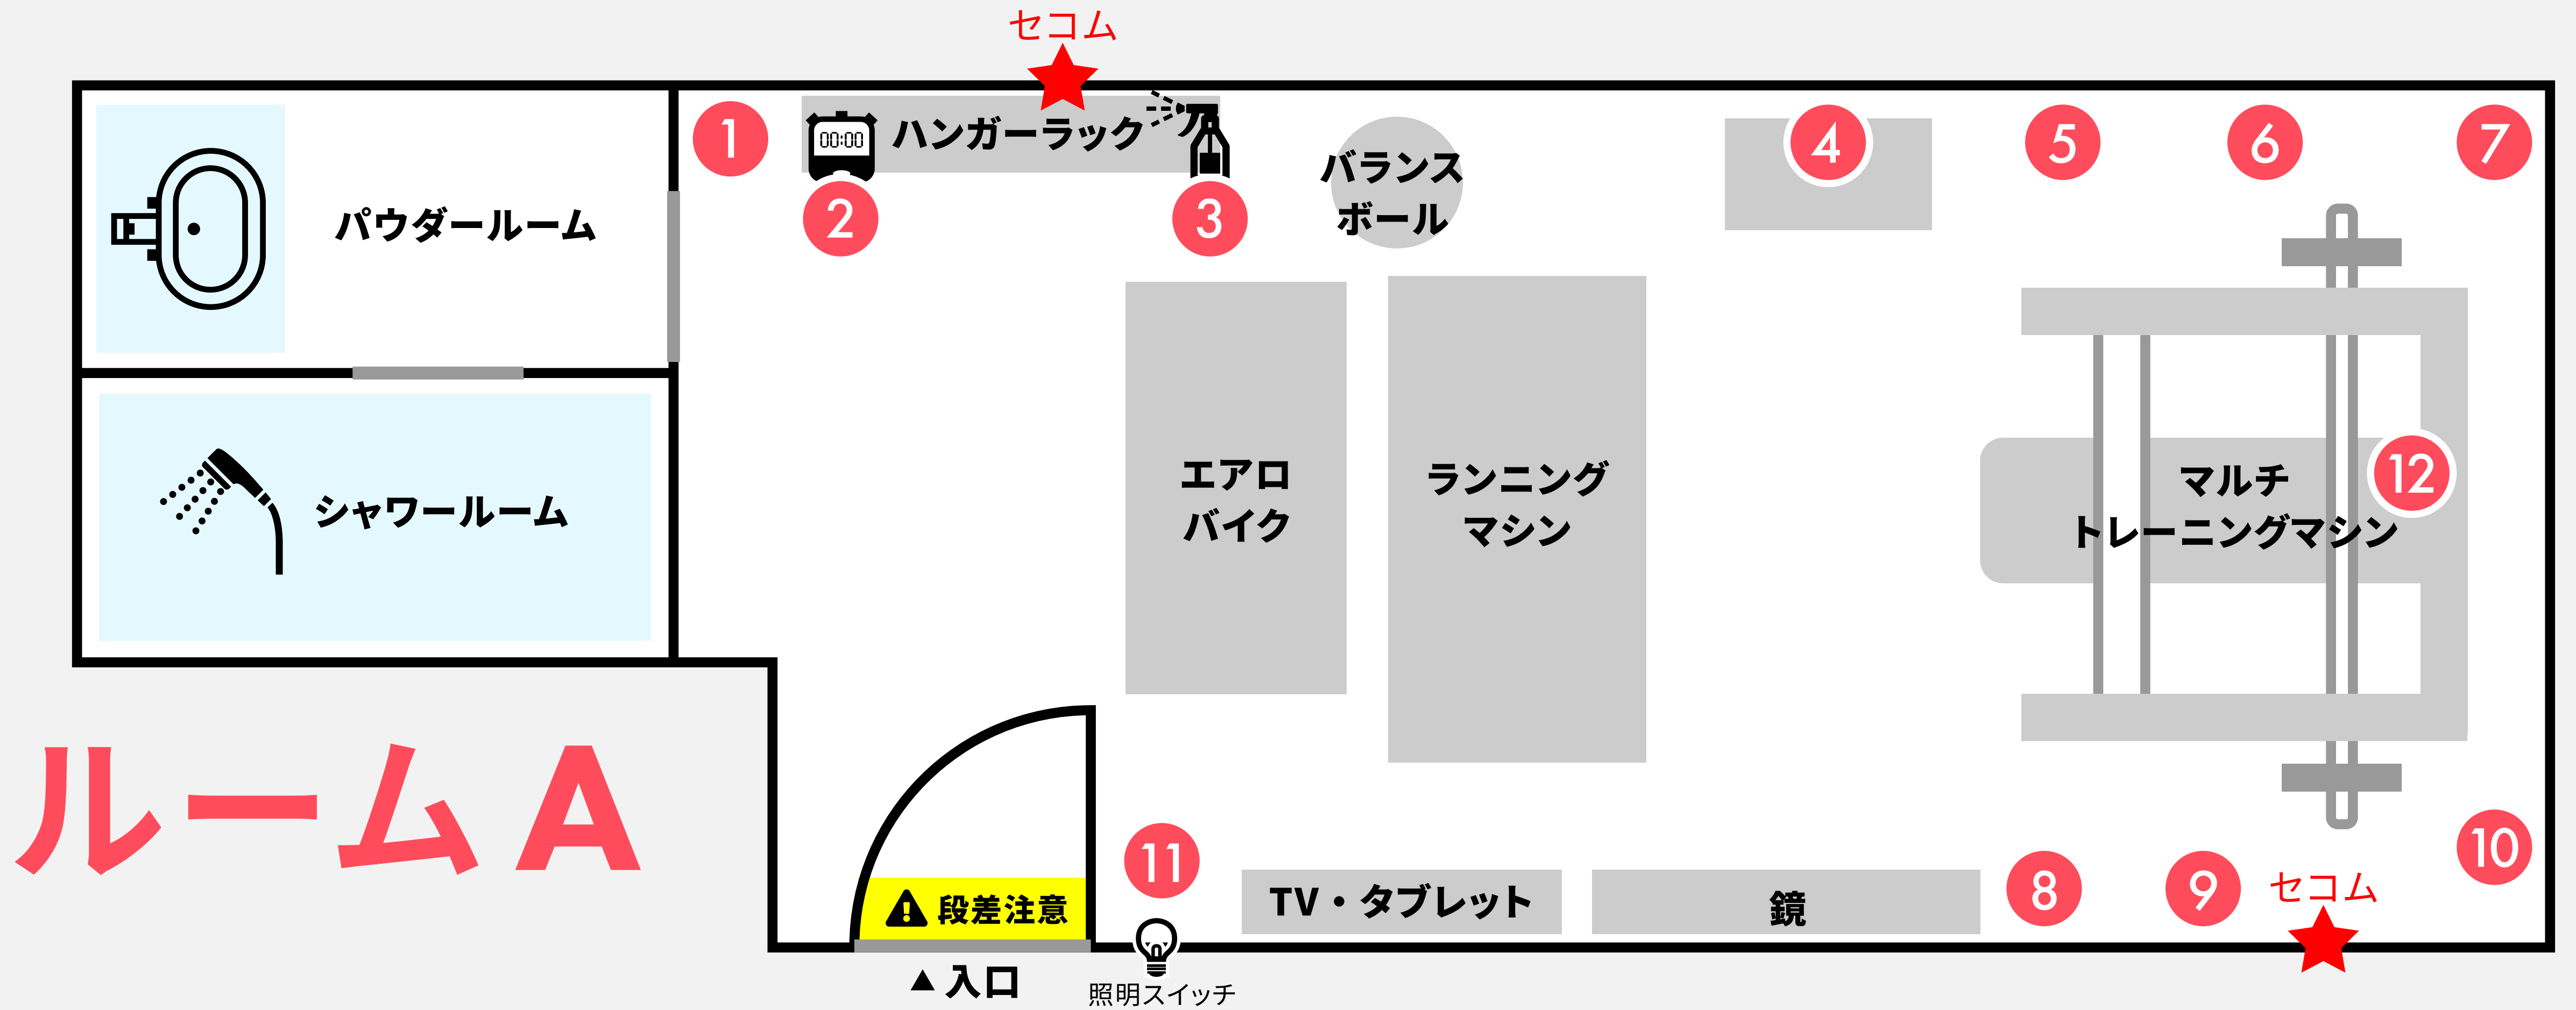 セコム
1
00:00
ハンガーラック
2
3
バランス
ボール
4
5
6
7
パウダールーム
シャワールーム
エアロ
バイク
ランニング
マシン
マルチ
トレーニングマシン
12
ルームA
段差注意
▲入口
11
照明スイッチ
TV・タブレット
鏡
8
9
セコム
10